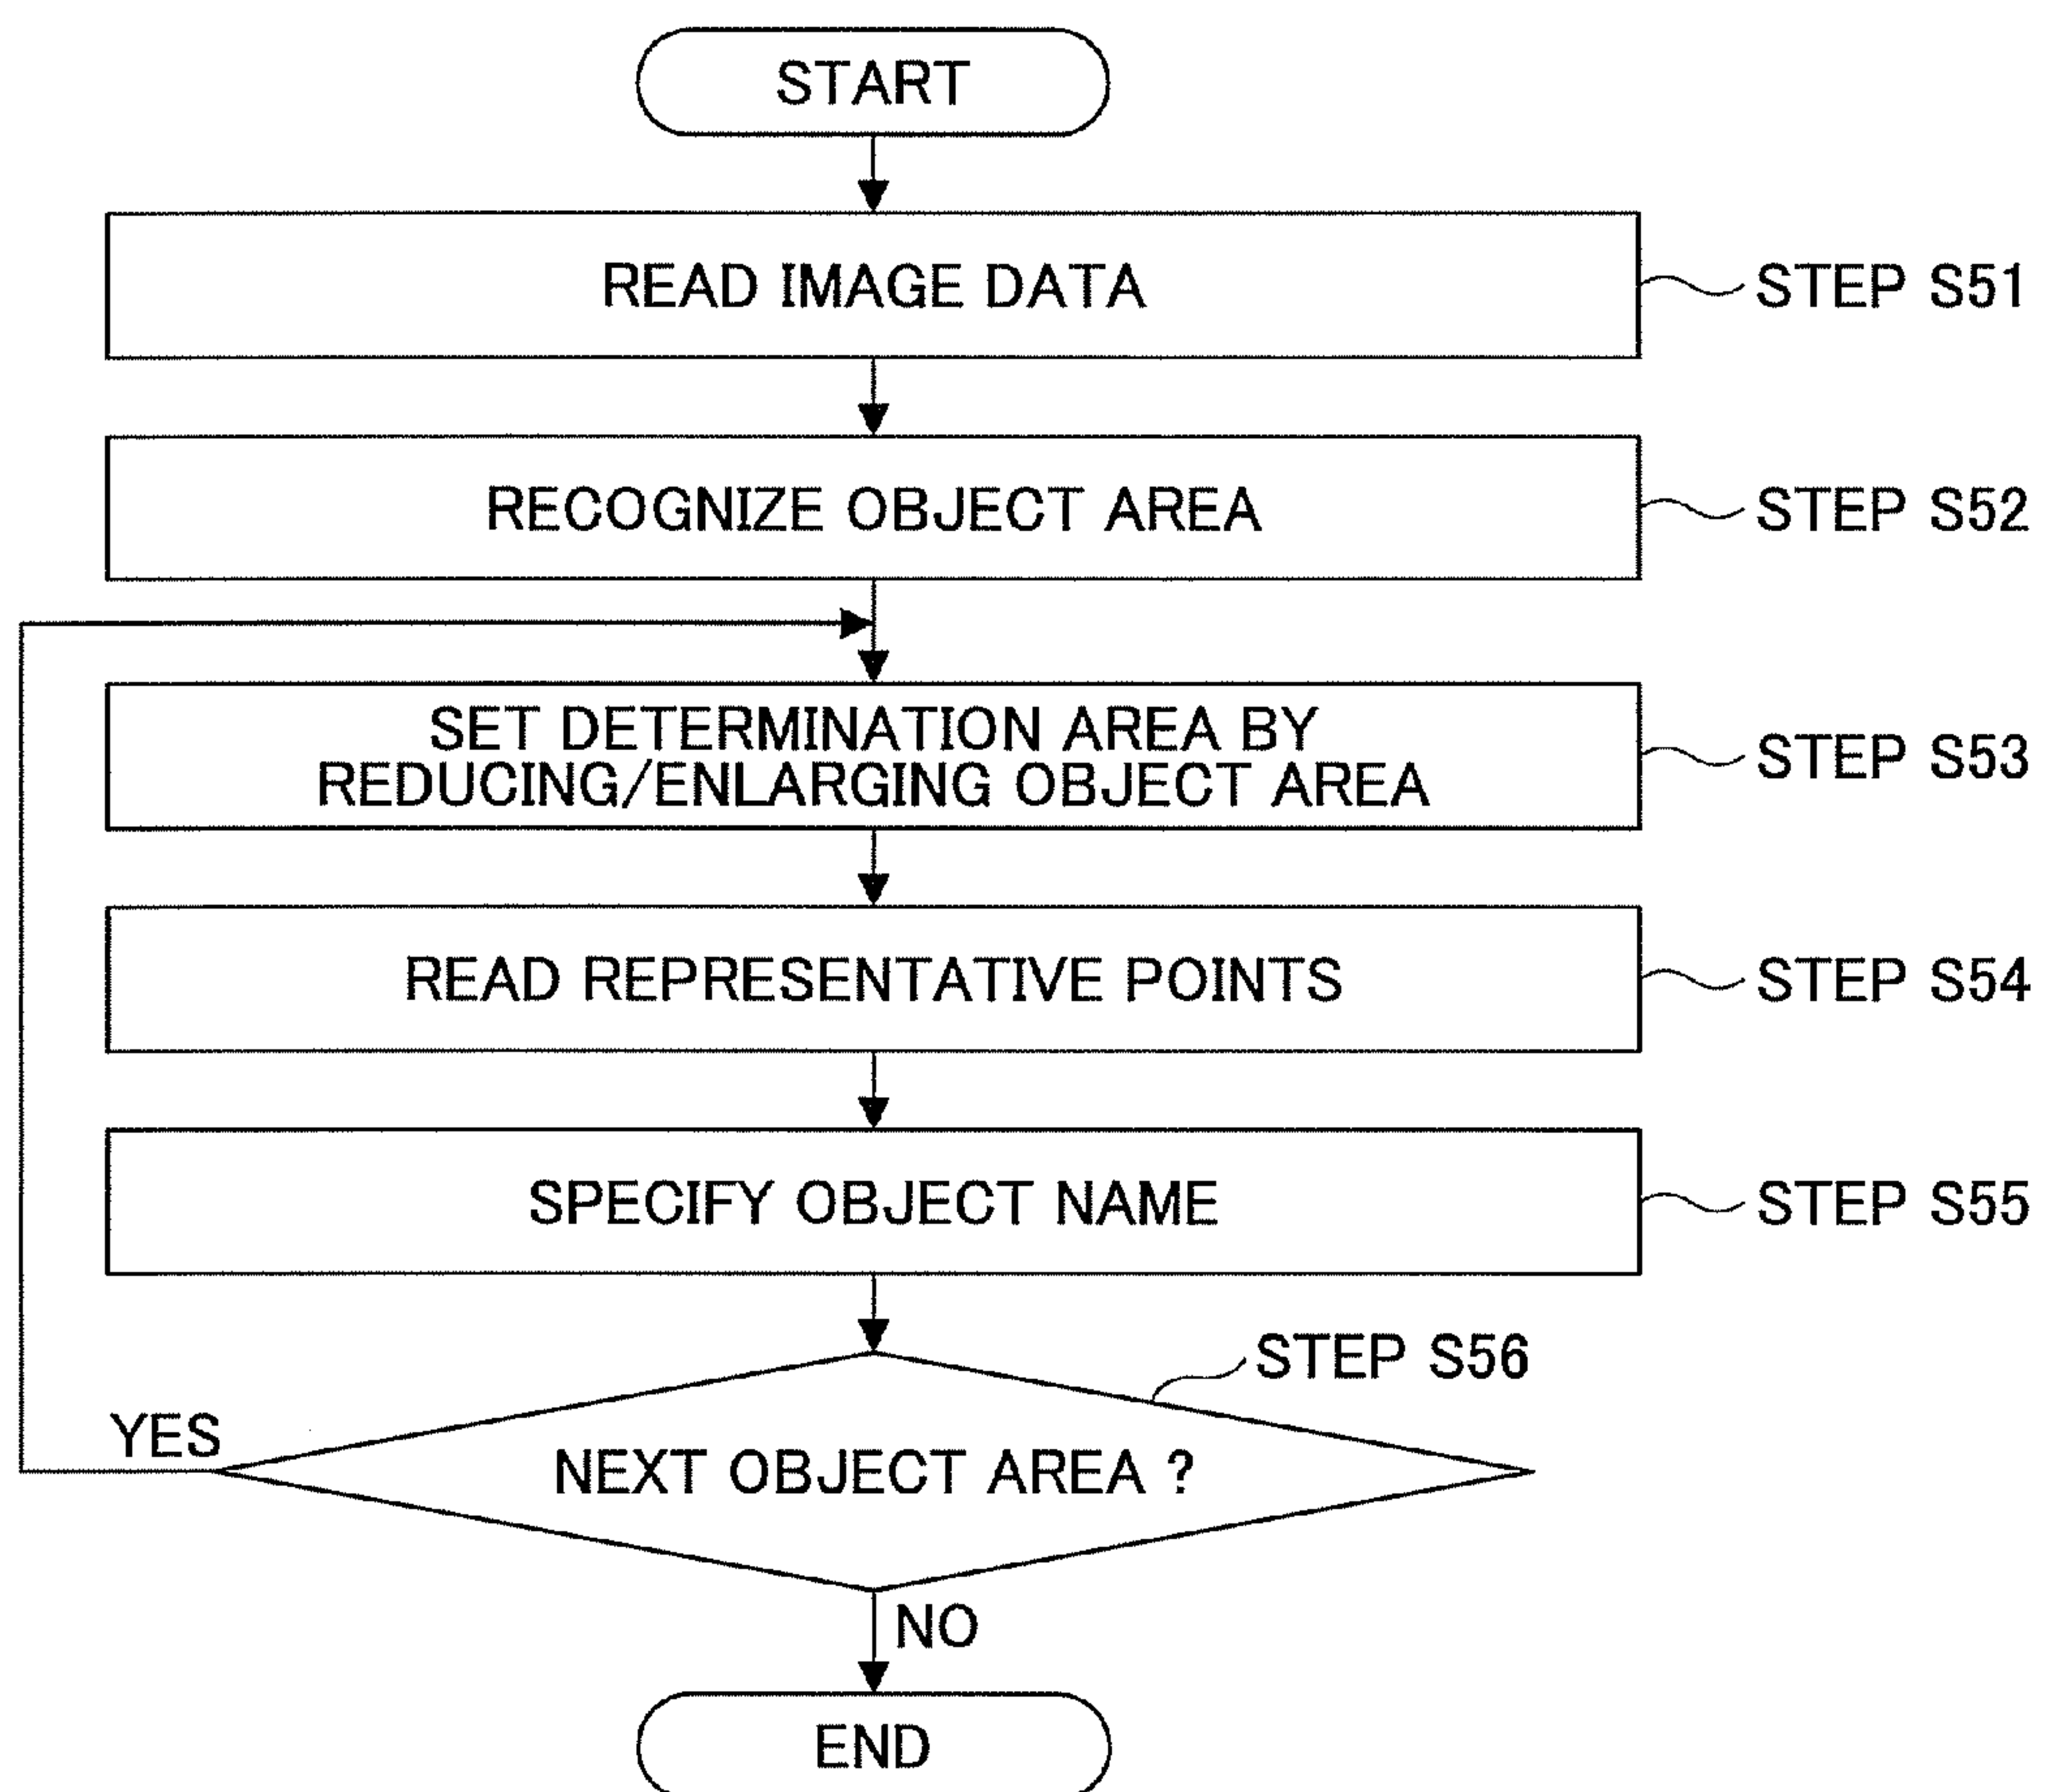 START
READ IMAGE DATA
STEP S51
RECOGNIZE OBJECT AREA
STEP S52
SET DETERMINATION AREA BY
REDUCING/ENLARGING OBJECT AREA
STEP S53
READ REPRESENTATIVE POINTS
STEP S54
SPECIFY OBJECT NAME
STEP S55
STEP S56
YES
NEXT OBJECT AREA ?
NO
END